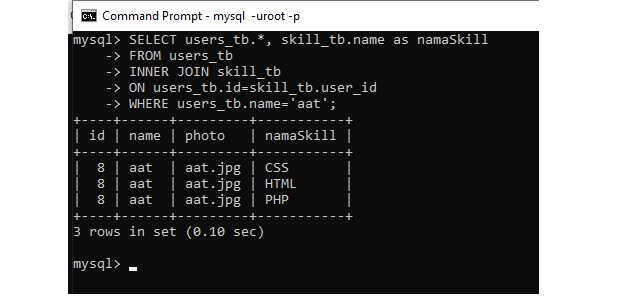 Command Prompt - mysql  -uroot -p
mysql> SELECT users_tb.*, skill_tb.name as namaSkill
    -> FROM users_tb
    -> INNER JOIN skill_tb
    -> ON users_tb.id=skill_tb.user_id
    -> WHERE users_tb.name='aat';
+----+------+---------+-----------+
| id | name | photo   | namaSkill |
+----+------+---------+-----------+
|  8 | aat  | aat.jpg | CSS       |
|  8 | aat  | aat.jpg | HTML      |
|  8 | aat  | aat.jpg | PHP       |
+----+------+---------+-----------+
3 rows in set (0.10 sec)
mysql>